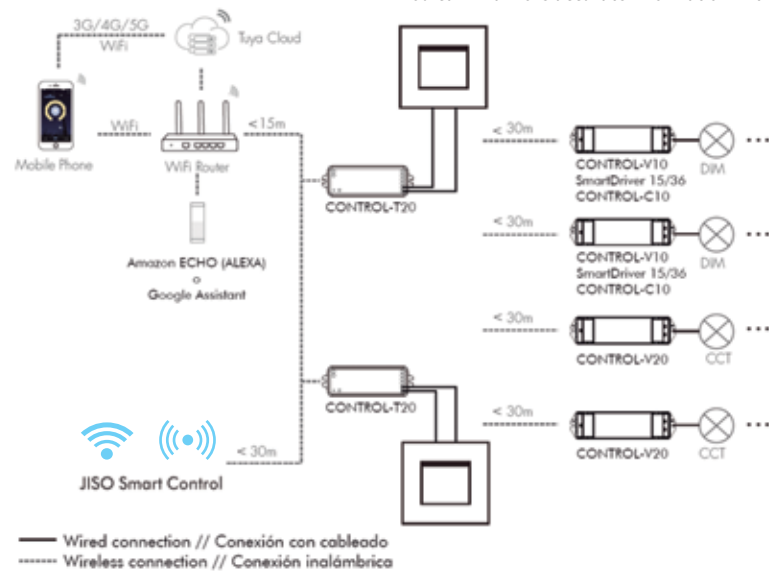 3G/4G/5G
WiFi
Tuya Cloud
WiFi
<15m
Mobile Phone
WiFi Router
CONTROL-T20
Amazon ECHO (ALEXA)
o
Google Assistant
< 30m
CONTROL-V10
SmartDriver 15/36
CONTROL-C10
DIM
< 30m
CONTROL-V10
SmartDriver 15/36
CONTROL-C10
DIM
< 30m
CONTROL-V20
CCT
CONTROL-T20
< 30m
CONTROL-V20
CCT
< 30m
JISO Smart Control
Wired connection // Conexión con cableado
Wireless connection // Conexión inalámbrica